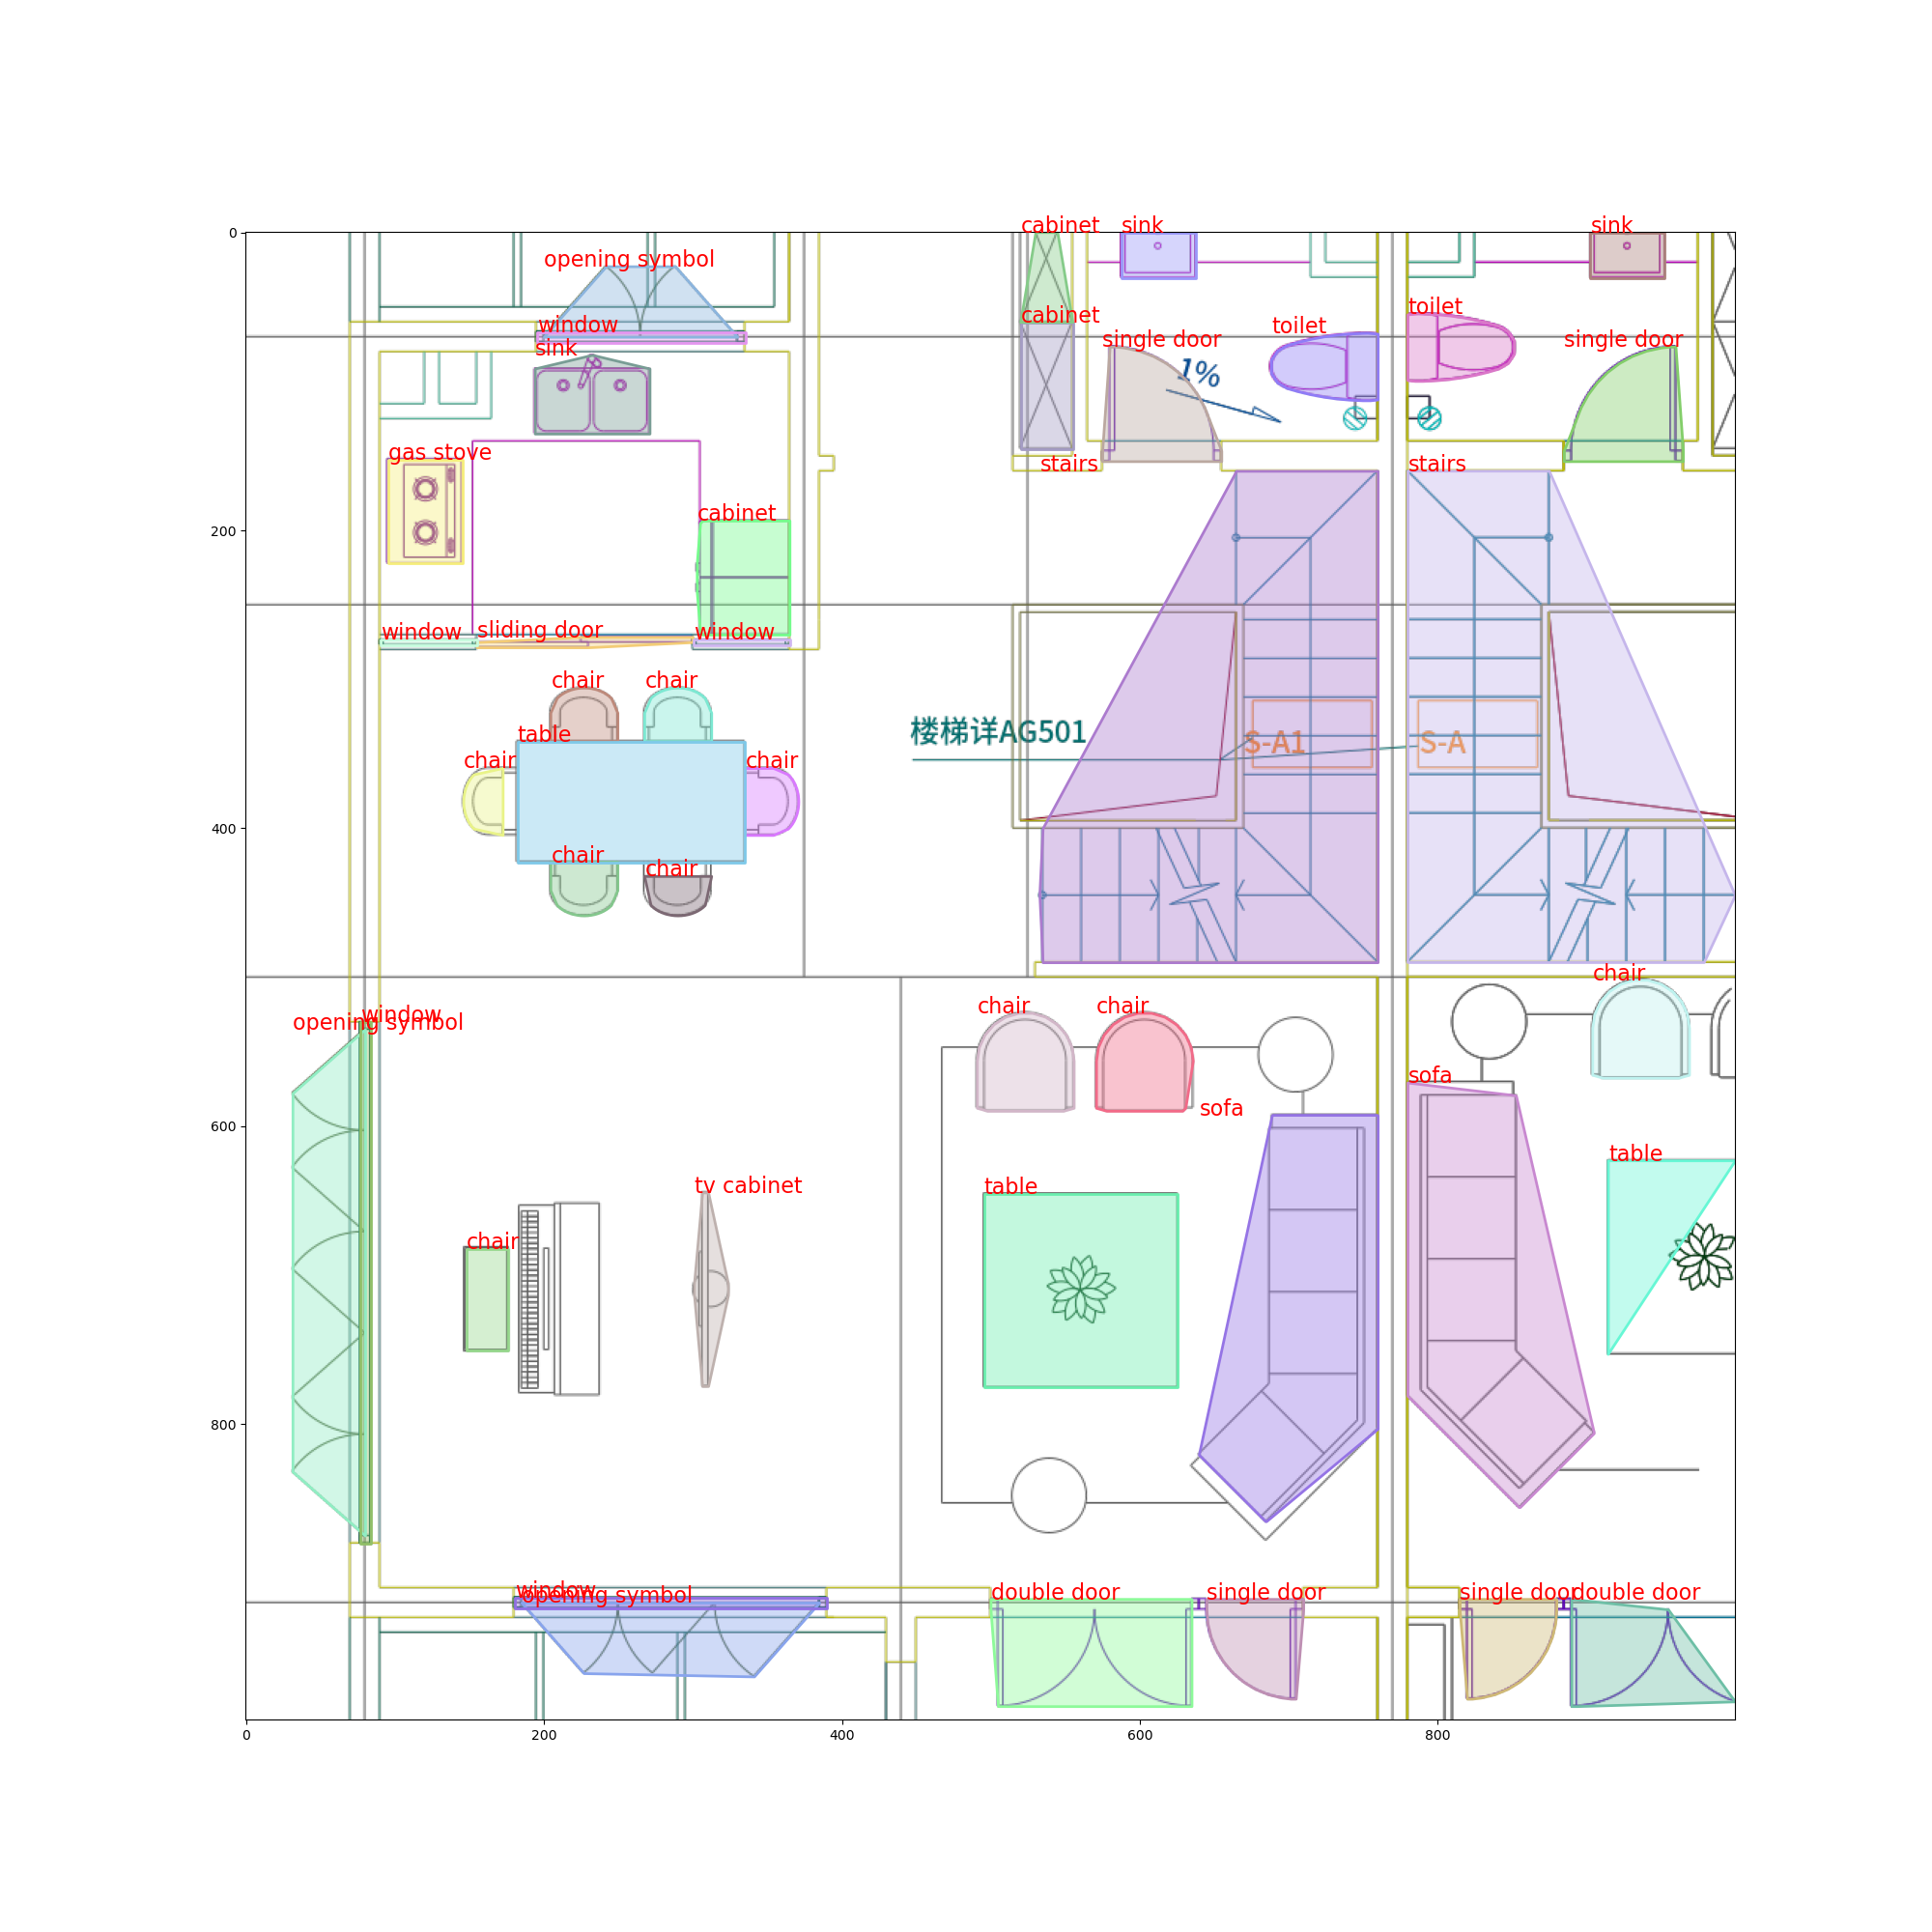 cabinet
sink
sink
0
opening symbol
toilet
cabinet
window
toilet
single door
single door
sink
1%
gas stove
stairs
stairs
cabinet
200
window
sliding door
window
chair
chair
table
楼梯详AG501
S-A1
S-A
chair
chair
400
chair
chair
chair
window
opening symbol
chair
chair
sofa
sofa
600
table
tv cabinet
table
chair
800
window
opening symbol
double door
single door
single door
double door
0
200
400
600
800